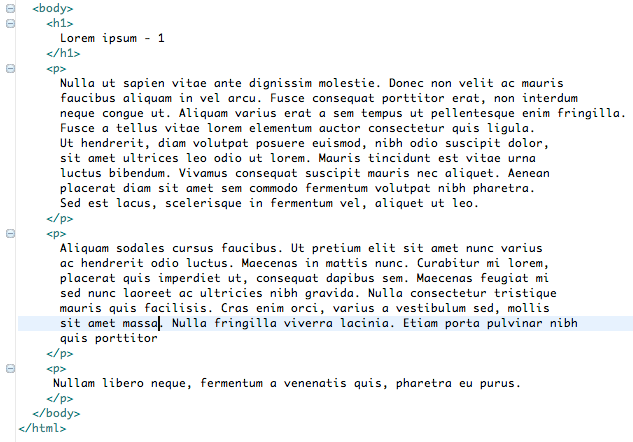 <body>
<h1>
Lorem ipsum - 1
</h1>
<p>
Nulla ut sapien vitae ante dignissim molestie. Donec non velit ac mauris
faucibus aliquam in vel arcu. Fusce consequat porttitor erat, non interdum
neque congue ut. Aliquam varius erat a sem tempus ut pellentesque enim fringilla.
Fusce a tellus vitae lorem elementum auctor consectetur quis ligula.
Ut hendrerit, diam volutpat posuere euismod, nibh odio suscipit dolor,
sit amet ultrices leo odio ut lorem. Mauris tincidunt est vitae urna
luctus bibendum. Vivamus consequat suscipit mauris nec aliquet. Aenean
placerat diam sit amet sem commodo fermentum volutpat nibh pharetra.
Sed est lacus, scelerisque in fermentum vel, aliquet ut leo.
</p>
<p>
Aliquam sodales cursus faucibus. Ut pretium elit sit amet nunc varius
ac hendrerit odio luctus. Maecenas in mattis nunc. Curabitur mi lorem,
placerat quis imperdiet ut, consequat dapibus sem. Maecenas feugiat mi
sed nunc laoreet ac ultricies nibh gravida. Nulla consectetur tristique
mauris quis facilisis. Cras enim orci, varius a vestibulum sed, mollis
sit amet massa. Nulla fringilla viverra lacinia. Etiam porta pulvinar nibh
quis porttitor
</p>
<p>
Nullam libero neque, fermentum a venenatis quis, pharetra eu purus.
</p>
</body>
</html>